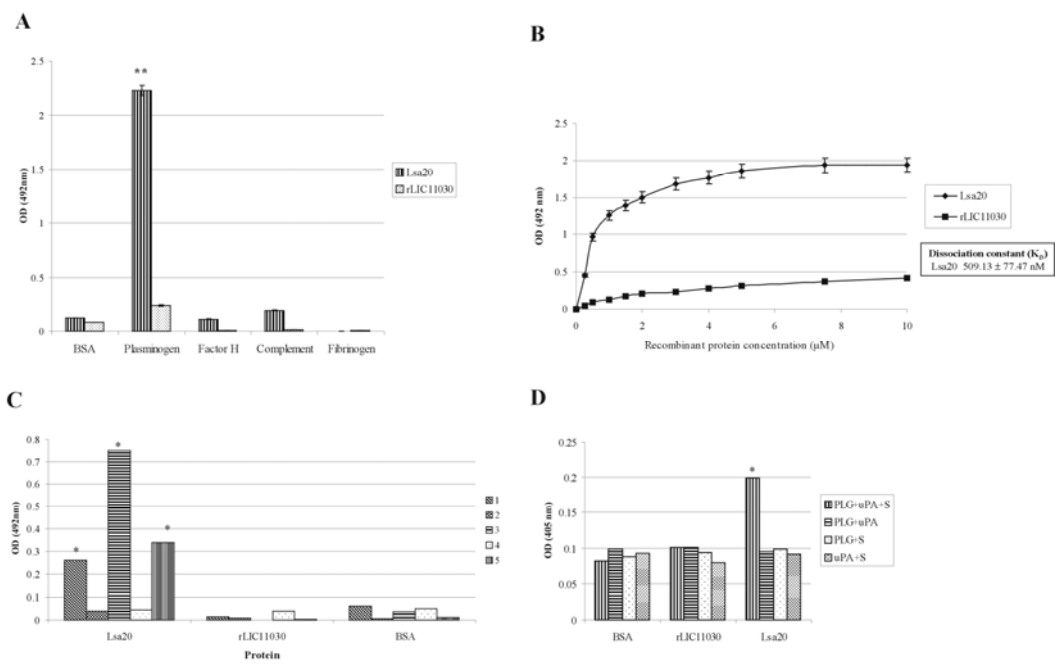 A
OD (492nm)
2.5
2
1.5
1
0.5
0
**
BSA
Plasminogen
Factor H
Complement
Fibrinogen
Lsa20
rLIC11030
B
OD (492 nm)
2.5
2
1.5
1
0.5
0
0
2
4
6
8
10
Recombinant protein concentration (µM)
Lsa20
rLIC11030
Dissociation constant (K_D)
Lsa20 509.13 ± 77.47 nM
C
OD (492nm)
0.8
0.7
0.6
0.5
0.4
0.3
0.2
0.1
0
*
*
*
Lsa20
rLIC11030
BSA
Protein
1
2
3
4
5
D
OD (405 nm)
0.25
0.2
0.15
0.1
0.05
0
*
BSA
rLIC11030
Lsa20
PLG+uPA+S
PLG+uPA
PLG+S
uPA+S